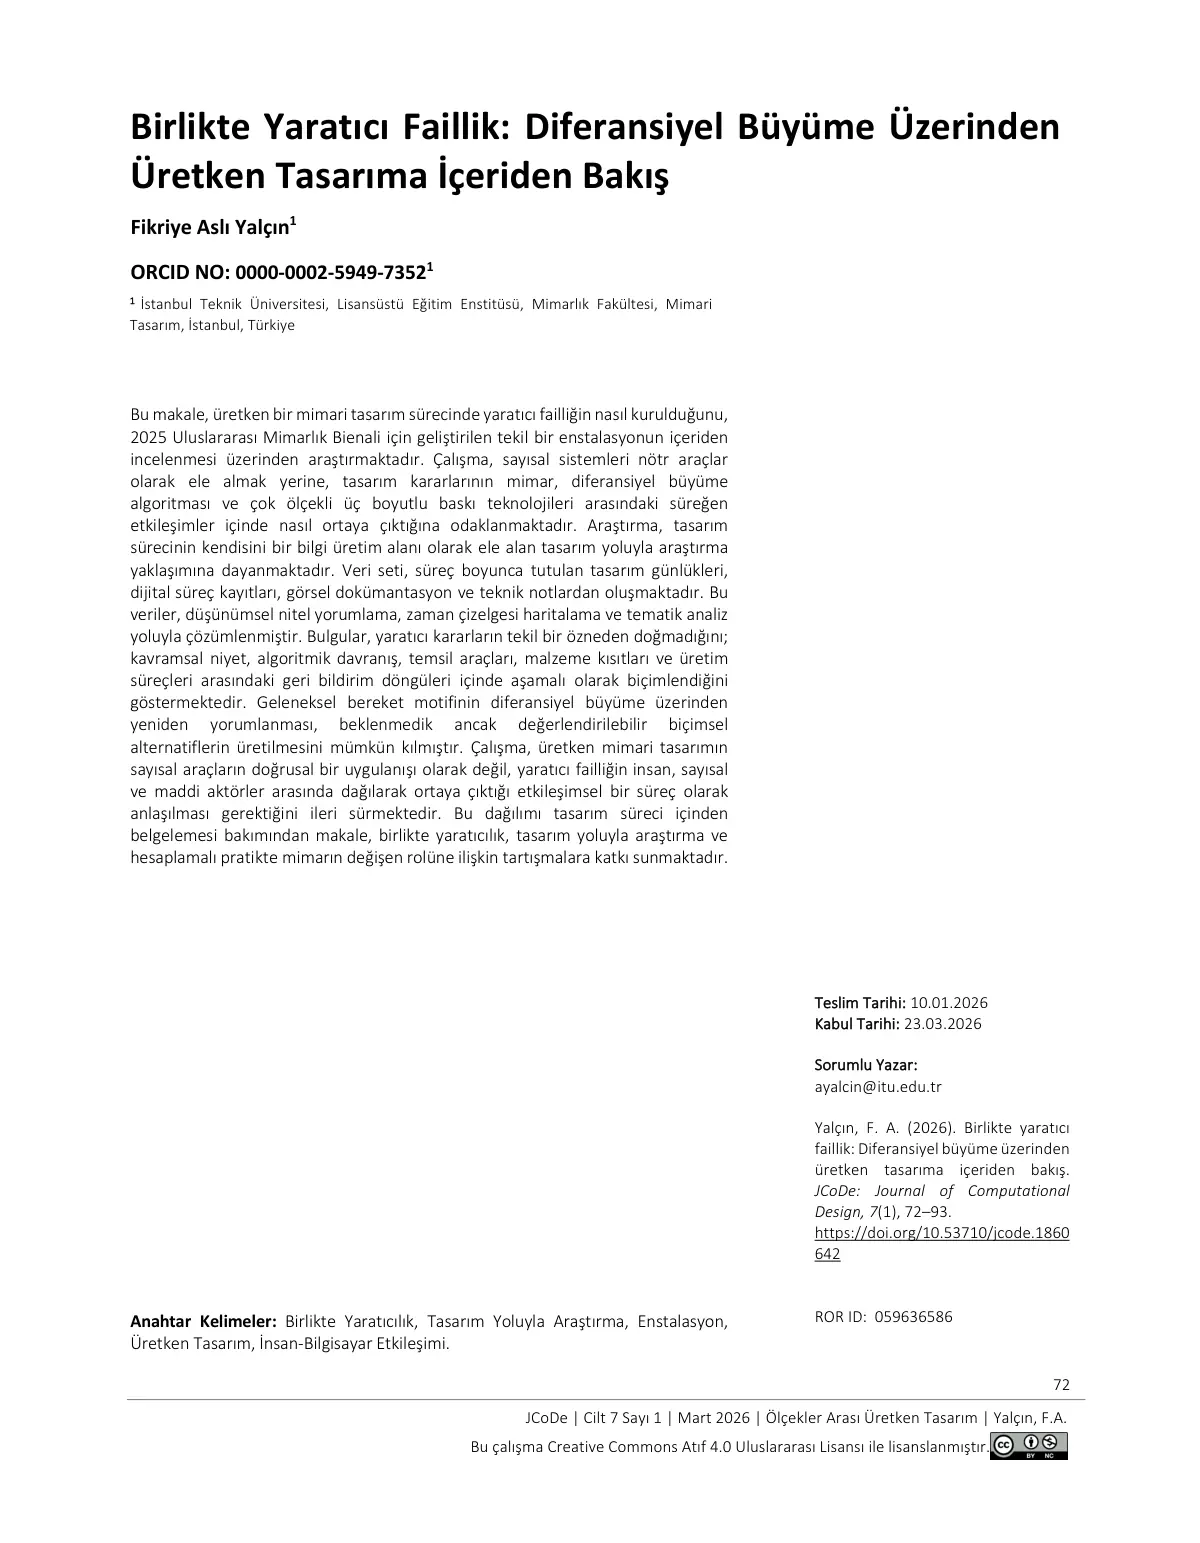 Birlikte Yaratıcı Faillik: Diferansiyel Büyüme Üzerinden
Üretken Tasarıma İçeriden Bakış
Fikriye Aslı Yalçın¹
ORCID NO: 0000-0002-5949-7352¹
¹ İstanbul Teknik Üniversitesi, Lisansüstü Eğitim Enstitüsü, Mimarlık Fakültesi, Mimari
Tasarım, İstanbul, Türkiye
Bu makale, üretken bir mimari tasarım sürecinde yaratıcı failliğin nasıl kurulduğunu,
2025 Uluslararası Mimarlık Bienali için geliştirilen tekil bir enstalasyonun içeriden
incelenmesi üzerinden araştırmaktadır. Çalışma, sayısal sistemleri nötr araçlar
olarak ele almak yerine, tasarım kararlarının mimar, diferansiyel büyüme
algoritması ve çok ölçekli üç boyutlu baskı teknolojileri arasındaki süreğen
etkileşimler içinde nasıl ortaya çıktığına odaklanmaktadır. Araştırma, tasarım
sürecinin kendisini bir bilgi üretim alanı olarak ele alan tasarım yoluyla araştırma
yaklaşımına dayanmaktadır. Veri seti, süreç boyunca tutulan tasarım günlükleri,
dijital süreç kayıtları, görsel dokümantasyon ve teknik notlardan oluşmaktadır. Bu
veriler, düşünümsel nitel yorumlama, zaman çizelgesi haritalama ve tematik analiz
yoluyla çözümlenmiştir. Bulgular, yaratıcı kararların tekil bir özneden doğmadığını;
kavramsal niyet, algoritmik davranış, temsil araçları, malzeme kısıtları ve üretim
süreçleri arasındaki geri bildirim döngüleri içinde aşamalı olarak biçimlendiğini
göstermektedir. Geleneksel bereket motifinin diferansiyel büyüme üzerinden
yeniden yorumlanması, beklenmedik ancak değerlendirilebilir biçimsel
alternatiflerin üretilmesini mümkün kılmıştır. Çalışma, üretken mimari tasarımın
sayısal araçların doğrusal bir uygulanışı olarak değil, yaratıcı failliğin insan, sayısal
ve maddi aktörler arasında dağılarak ortaya çıktığı etkileşimsel bir süreç olarak
anlaşılması gerektiğini ileri sürmektedir. Bu dağılımı tasarım süreci içinden
belgelemesi bakımından makale, birlikte yaratıcılık, tasarım yoluyla araştırma ve
hesaplamalı pratikte mimarın değişen rolüne ilişkin tartışmalara katkı sunmaktadır.
Teslim Tarihi: 10.01.2026
Kabul Tarihi: 23.03.2026
Sorumlu Yazar:
ayalcin@itu.edu.tr
Yalçın, F. A. (2026). Birlikte yaratıcı
faillik: Diferansiyel büyüme üzerinden
üretken tasarıma içeriden bakış.
JCoDe: Journal of Computational
Design, 7(1), 72–93.
https://doi.org/10.53710/jcode.1860
642
ROR ID: 059636586
Anahtar Kelimeler: Birlikte Yaratıcılık, Tasarım Yoluyla Araştırma, Enstalasyon,
Üretken Tasarım, İnsan-Bilgisayar Etkileşimi.
72
JCoDe | Cilt 7 Sayı 1 | Mart 2026 | Ölçekler Arası Üretken Tasarım | Yalçın, F.A.
Bu çalışma Creative Commons Atıf 4.0 Uluslararası Lisansı ile lisanslanmıştır.
cc BY NC